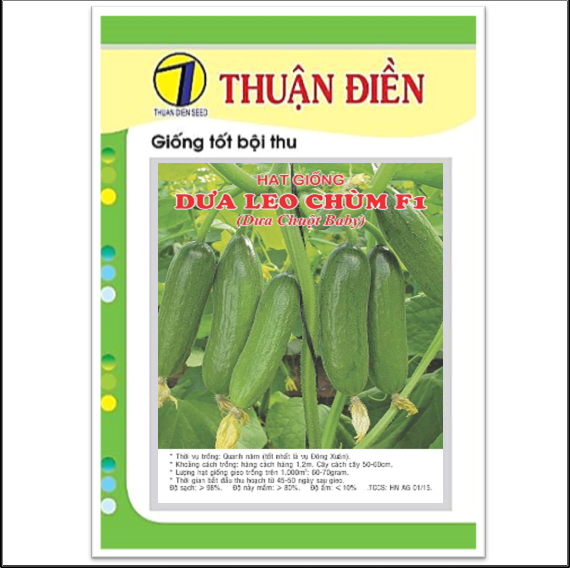 THUẬN ĐIỀN
THUAN DIEN SEED
Giống tốt bội thu
HẠT GIỐNG
DƯA LEO CHÙM F1
(Dưa Chuột Baby)
* Thời vụ trồng: Quanh năm (tốt nhất là vụ Đông Xuân).
* Khoảng cách trồng: hàng cách hàng 1,2m. Cây cách cây 50-60cm.
* Lượng hạt giống gieo trồng trên 1.000m²: 60-70gram.
* Thời gian bắt đầu thu hoạch từ 45-50 ngày sau gieo.
Độ sạch: > 98%. Độ nảy mầm: > 80%. Độ ẩm: < 10% .TCCS: HN AG 01/15.